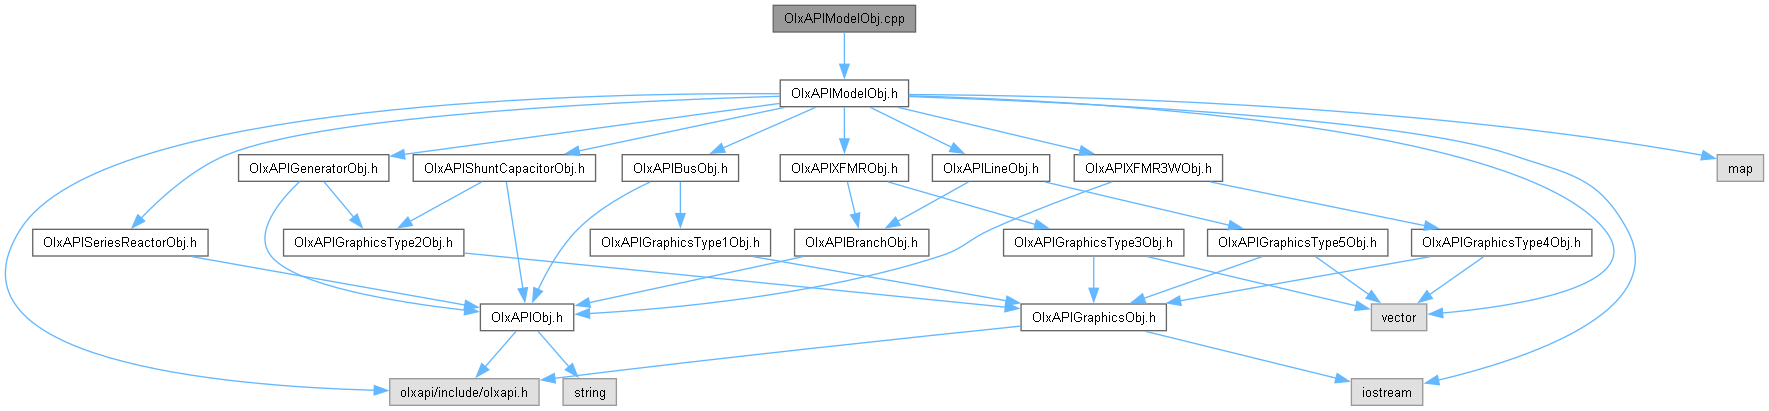 OlxAPIModelObj.cpp
OlxAPIModelObj.h
OlxAPIGeneratorObj.h
OlxAPIShuntCapacitorObj.h
OlxAPIBusObj.h
OlxAPIXFMRObj.h
OlxAPILineObj.h
OlxAPIXFMR3WObj.h
map
OlxAPISeriesReactorObj.h
OlxAPIGraphicsType2Obj.h
OlxAPIGraphicsType1Obj.h
OlxAPIBranchObj.h
OlxAPIGraphicsType3Obj.h
OlxAPIGraphicsType5Obj.h
OlxAPIGraphicsType4Obj.h
OlxAPIObj.h
OlxAPIGraphicsObj.h
vector
olxapi/include/olxapi.h
string
iostream